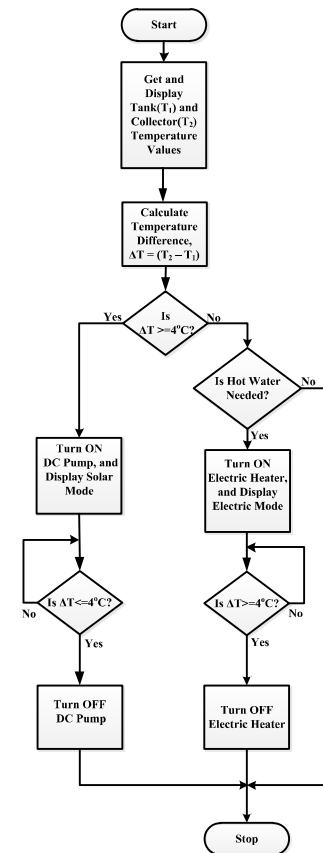 Start
Get and
Display
Tank(T₁) and
Collector(T₂)
Temperature
Values
Calculate
Temperature
Difference,
ΔT = (T₂ – T₁)
Is
ΔT >=4°C?
Yes
No
Is Hot Water
Needed?
No
Yes
Turn ON
DC Pump, and
Display Solar
Mode
Turn ON
Electric Heater,
and Display
Electric Mode
Is ΔT<=4°C?
No
Yes
Is ΔT>=4°C?
No
Yes
Turn OFF
DC Pump
Turn OFF
Electric Heater
Stop